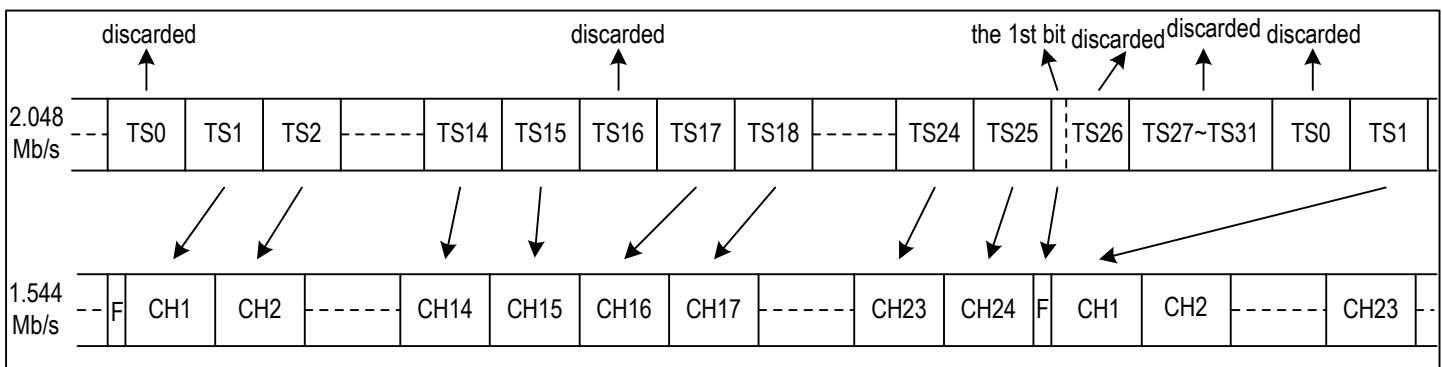 discarded discarded the 1st bit discarded discarded discarded
2.048 Mb/s TS0 TS1 TS2 TS14 TS15 TS16 TS17 TS18 TS24 TS25 TS26 TS27~TS31 TS0 TS1
1.544 Mb/s F CH1 CH2 CH14 CH15 CH16 CH17 CH23 CH24 F CH1 CH2 CH23